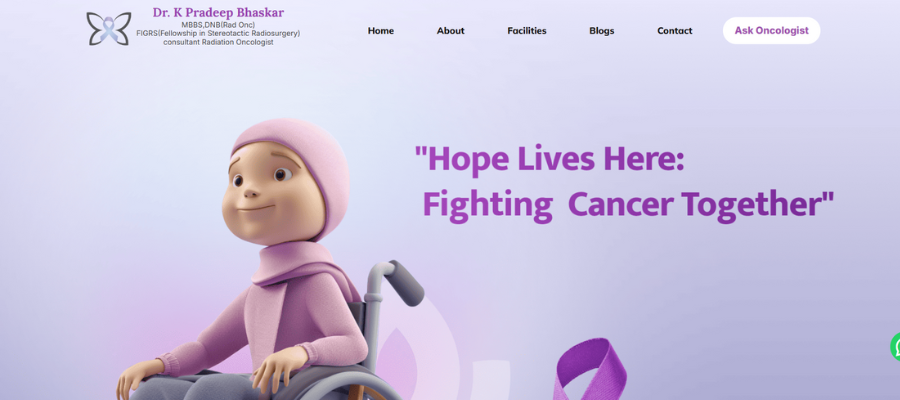 Dr. K Pradeep Bhaskar
MBBS,DNB(Rad Onc)
FIGRS(Fellowship in Stereotactic Radiosurgery)
consultant Radiation Oncologist
Home
About
Facilities
Blogs
Contact
Ask Oncologist
"Hope Lives Here:
Fighting Cancer Together"